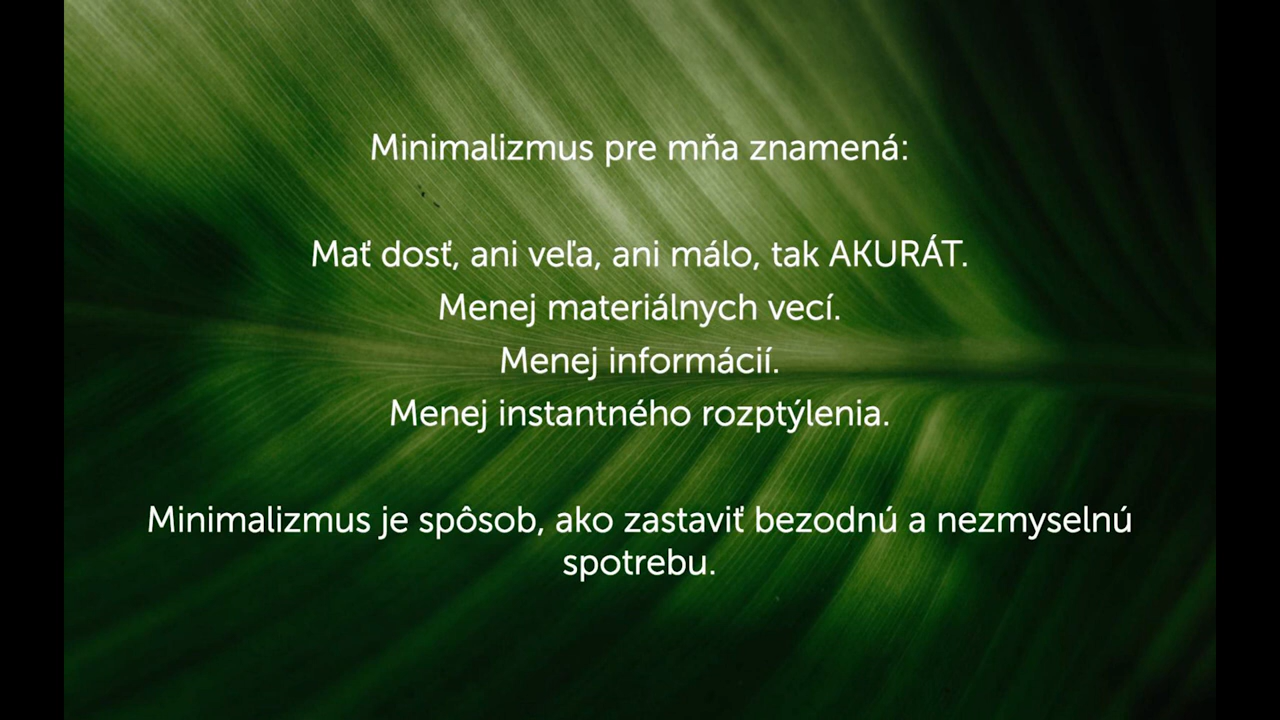 Minimalizmus pre mňa znamená:
Mať dosť, ani veľa, ani málo, tak AKURÁT.
Menej materiálnych vecí.
Menej informácií.
Menej instantného rozptýlenia.
Minimalizmus je spôsob, ako zastaviť bezodnú a nezmyselnú
spotrebu.